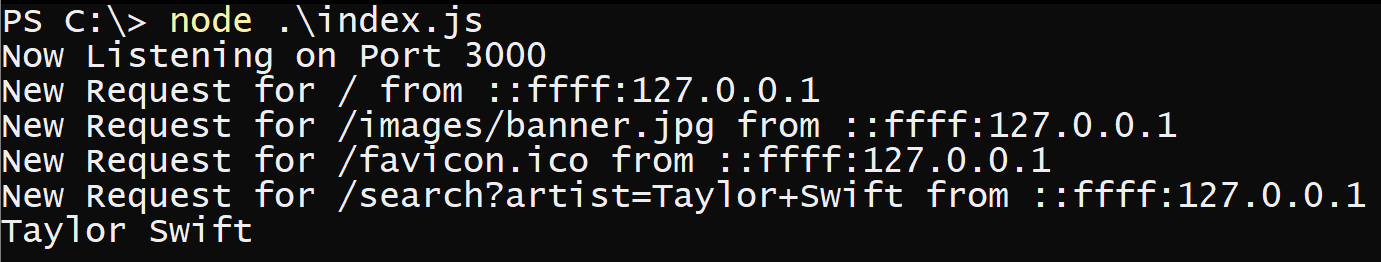 PS C:\> node .\index.js
Now Listening on Port 3000
New Request for / from ::ffff:127.0.0.1
New Request for /images/banner.jpg from ::ffff:127.0.0.1
New Request for /favicon.ico from ::ffff:127.0.0.1
New Request for /search?artist=Taylor+Swift from ::ffff:127.0.0.1
Taylor Swift